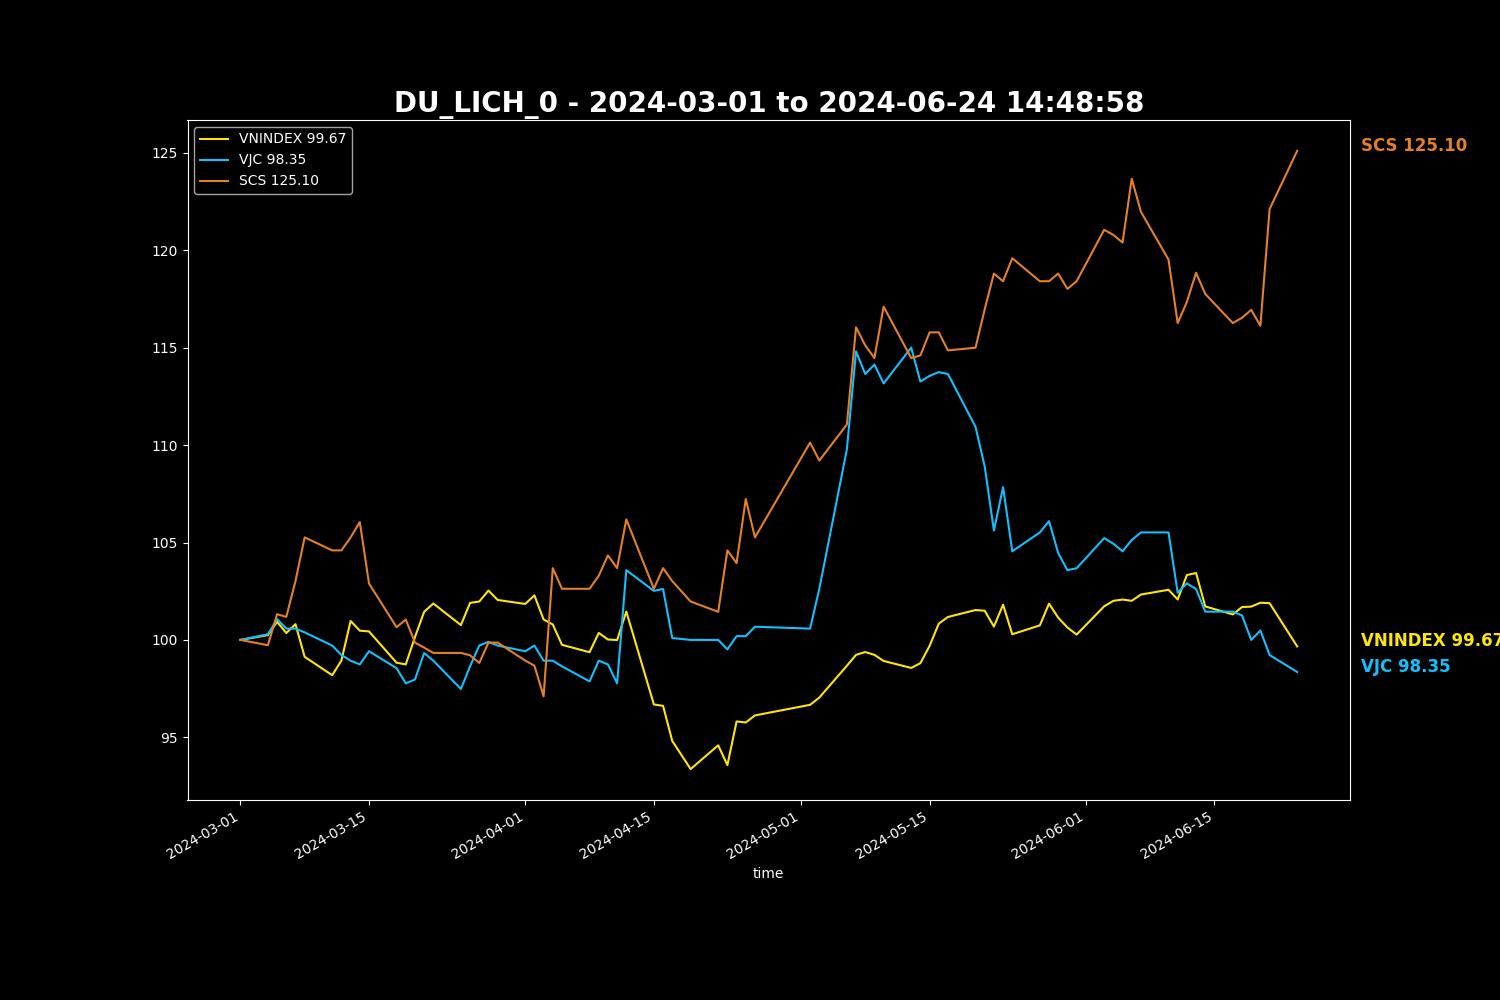 DU_LICH_0 - 2024-03-01 to 2024-06-24 14:48:58
VNINDEX 99.67
VJC 98.35
SCS 125.10
125
120
115
110
105
100
95
SCS 125.10
VNINDEX 99.67
VJC 98.35
2024-03-01
2024-03-15
2024-04-01
2024-04-15
2024-05-01
2024-05-15
2024-06-01
2024-06-15
time